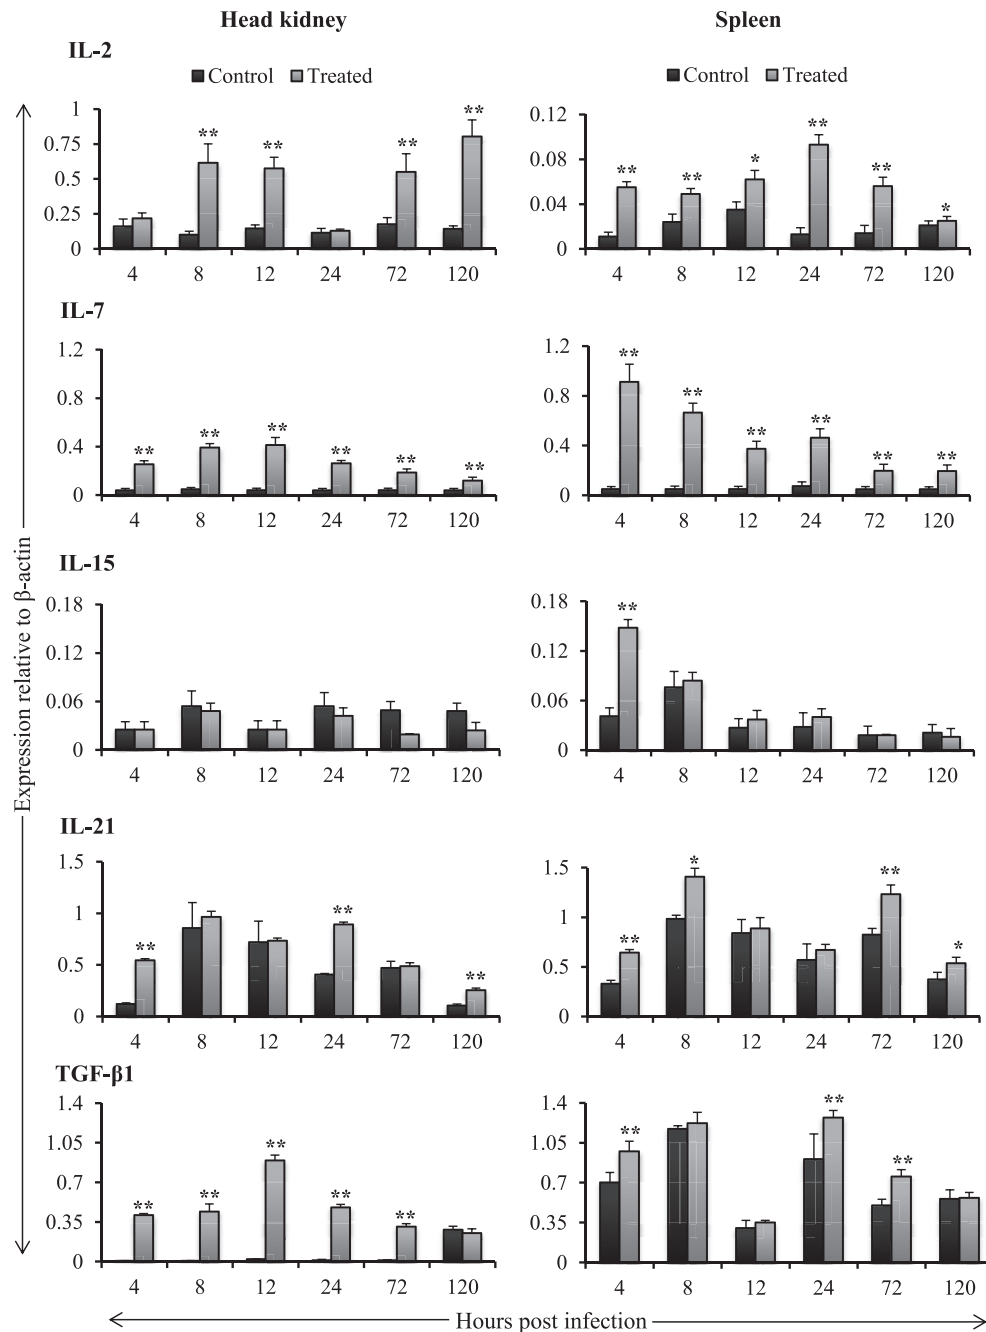 Head kidney Spleen
IL-2
Control Treated Control Treated
1 ** 0.12 **
0.75 ** ** ** 0.08 ** ** * **
0.5
0.25 0.04 *
0 0
4 8 12 24 72 120 4 8 12 24 72 120
IL-7
1.2 1.2 **
0.8 0.8 **
0.4 ** ** ** ** ** ** 0.4 ** ** ** **
0 0
4 8 12 24 72 120 4 8 12 24 72 120
IL-15
0.18 0.18 **
0.12 0.12
0.06 0.06
0 0
4 8 12 24 72 120 4 8 12 24 72 120
IL-21
1.5 1.5 * **
1 ** 1
0.5 ** ** 0.5 ** *
0 0
4 8 12 24 72 120 4 8 12 24 72 120
TGF-β1
1.4 1.4 **
1.05 ** 1.05 **
0.7 0.7 **
0.35 ** ** ** ** 0.35
0 0
4 8 12 24 72 120 4 8 12 24 72 120
Hours post infection
Expression relative to β-actin